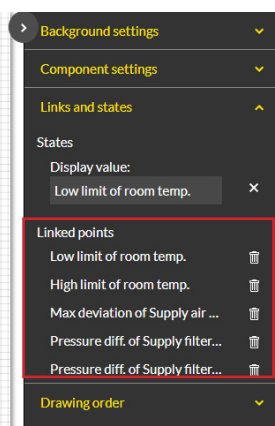 Background settings
Component settings
Links and states
States
Display value:
Low limit of room temp.
Linked points
Low limit of room temp.
High limit of room temp.
Max deviation of Supply air ...
Pressure diff. of Supply filter...
Pressure diff. of Supply filter...
Drawing order